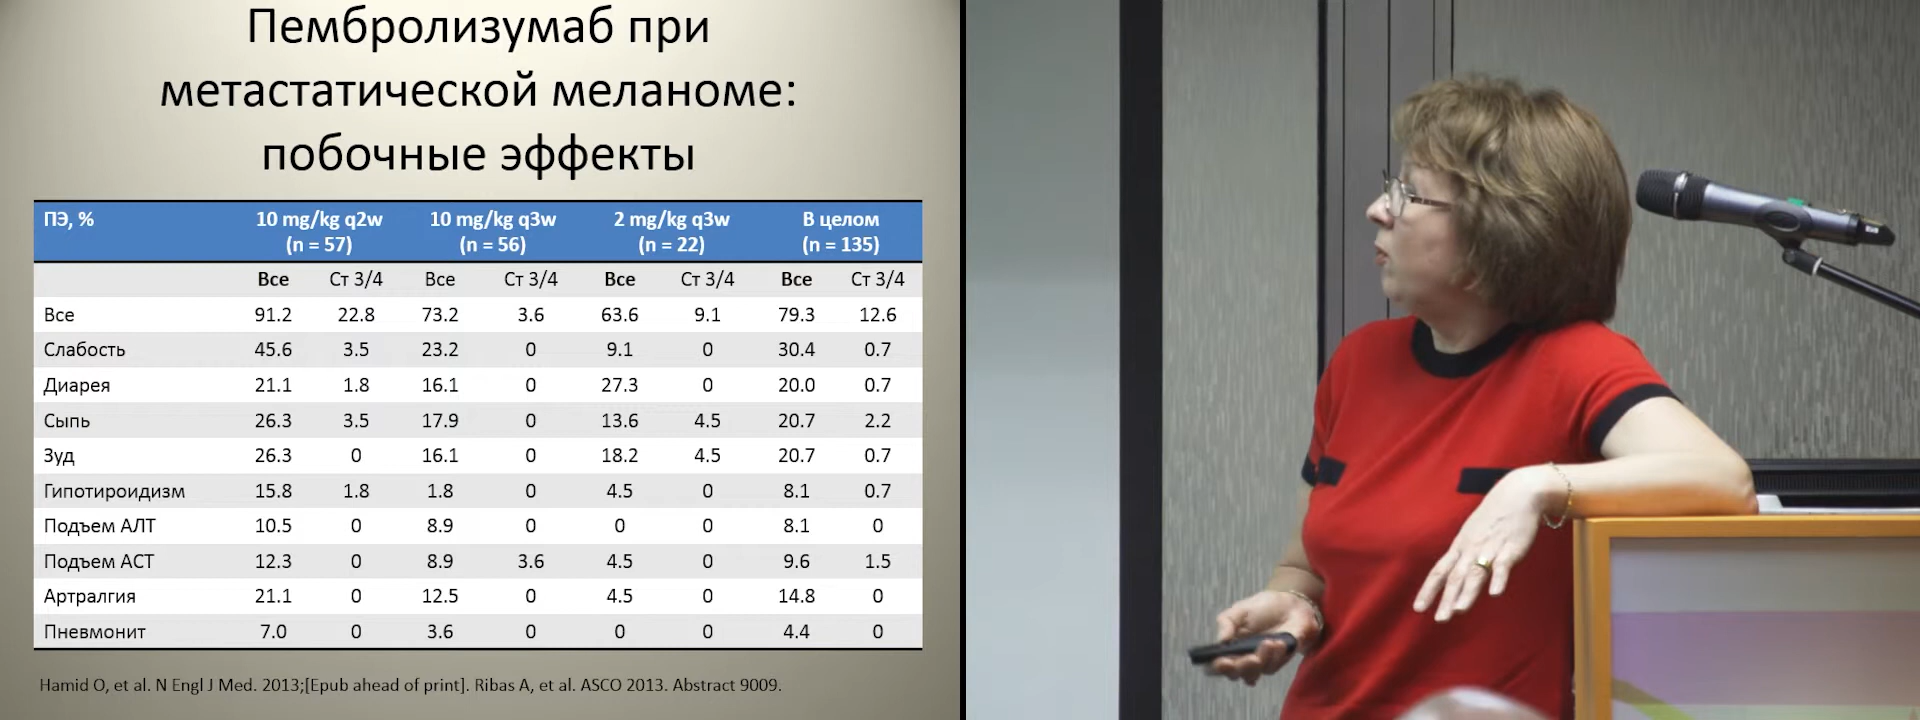 Пембролизумаб при
метастатической меланоме:
побочные эффекты
ПЭ, % 10 mg/kg q2w (n = 57) 10 mg/kg q3w (n = 56) 2 mg/kg q3w (n = 22) В целом (n = 135)
Все Ст 3/4 Все Ст 3/4 Все Ст 3/4 Все Ст 3/4
Все 91.2 22.8 73.2 3.6 63.6 9.1 79.3 12.6
Слабость 45.6 3.5 23.2 0 9.1 0 30.4 0.7
Диарея 21.1 1.8 16.1 0 27.3 0 20.0 0.7
Сыпь 26.3 3.5 17.9 0 13.6 4.5 20.7 2.2
Зуд 26.3 0 16.1 0 18.2 4.5 20.7 0.7
Гипотироидизм 15.8 1.8 1.8 0 4.5 0 8.1 0.7
Подъем АЛТ 10.5 0 8.9 0 0 0 8.1 0
Подъем АСТ 12.3 0 8.9 3.6 4.5 0 9.6 1.5
Артралгия 21.1 0 12.5 0 4.5 0 14.8 0
Пневмонит 7.0 0 3.6 0 0 0 4.4 0
Hamid O, et al. N Engl J Med. 2013;[Epub ahead of print]. Ribas A, et al. ASCO 2013. Abstract 9009.